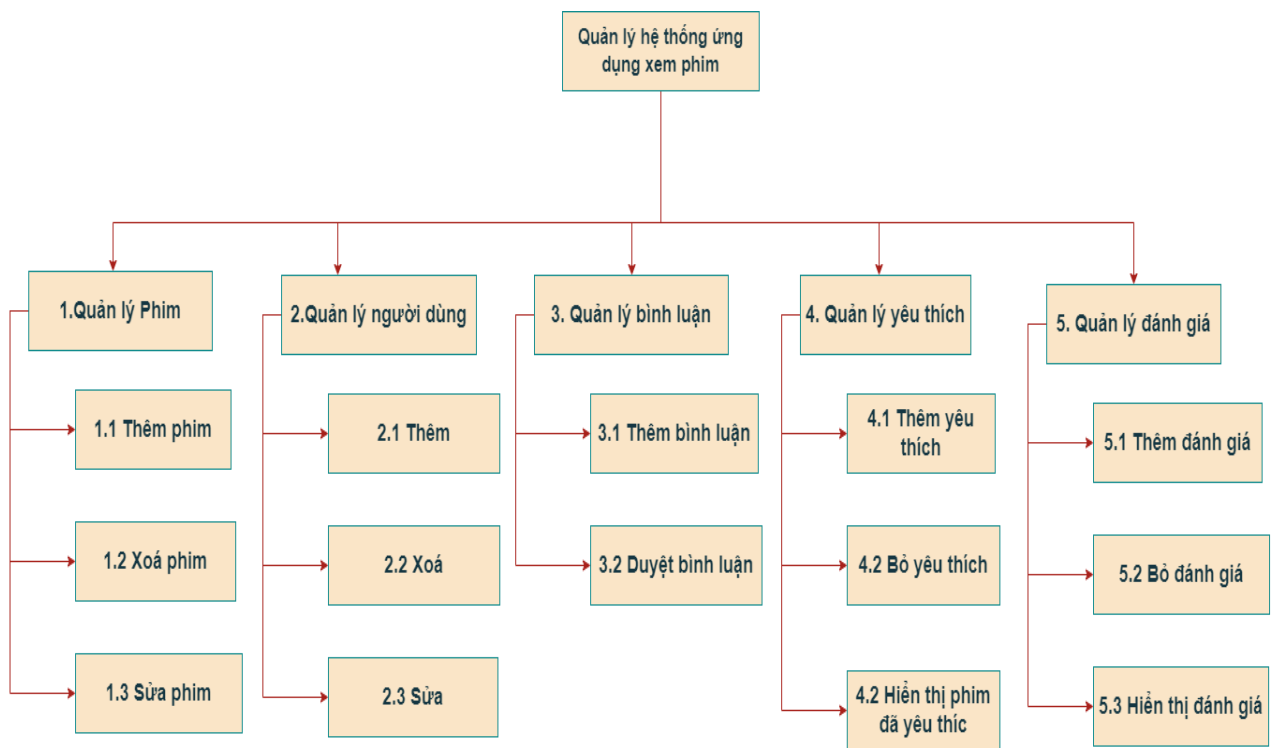 Quản lý hệ thống ứng
dụng xem phim
1.Quản lý Phim
2.Quản lý người dùng
3. Quản lý bình luận
4. Quản lý yêu thích
5. Quản lý đánh giá
1.1 Thêm phim
2.1 Thêm
3.1 Thêm bình luận
4.1 Thêm yêu
thích
5.1 Thêm đánh giá
1.2 Xoá phim
2.2 Xoá
3.2 Duyệt bình luận
4.2 Bỏ yêu thích
5.2 Bỏ đánh giá
1.3 Sửa phim
2.3 Sửa
4.2 Hiển thị phim
đã yêu thíc
5.3 Hiển thị đánh giá